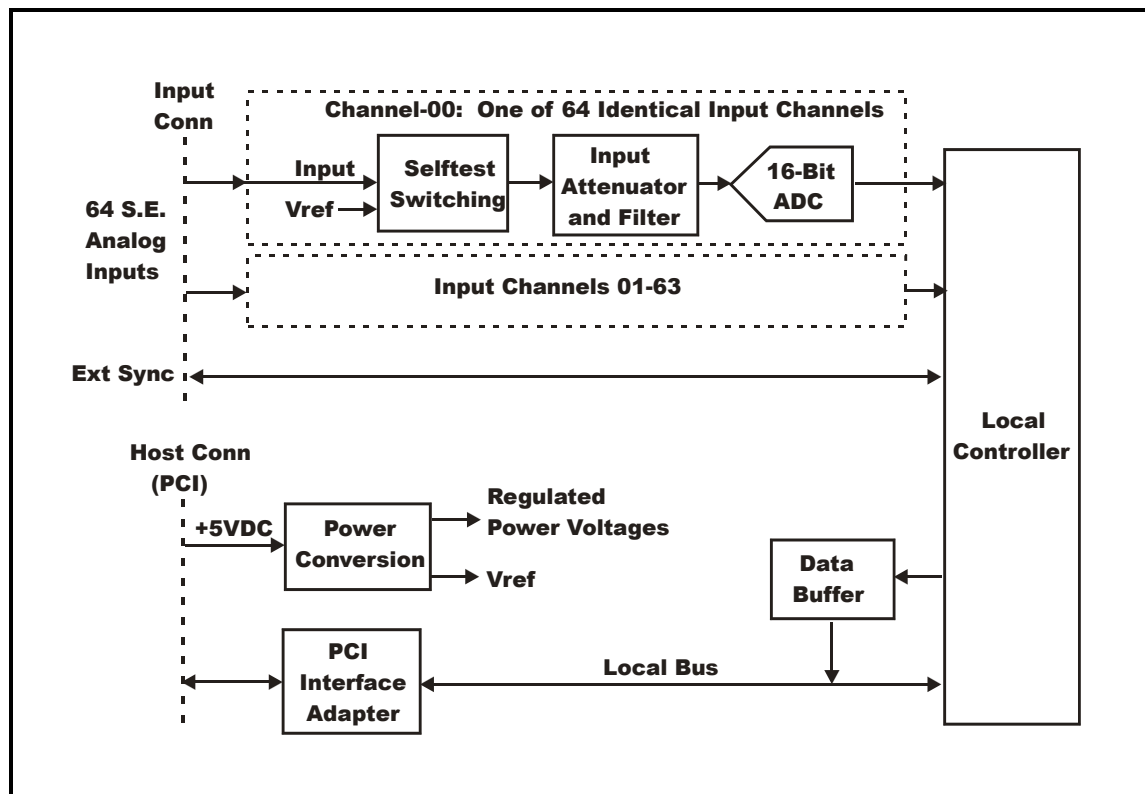 Input
Conn
Channel-00:  One of 64 Identical Input Channels
Input
Vref
Selftest
Switching
Input
Attenuator
and Filter
16-Bit
ADC
64 S.E.
Analog
Inputs
Input Channels 01-63
Ext Sync
Local
Controller
Host Conn
(PCI)
+5VDC
Power
Conversion
Regulated
Power Voltages
Vref
Data
Buffer
PCI
Interface
Adapter
Local Bus